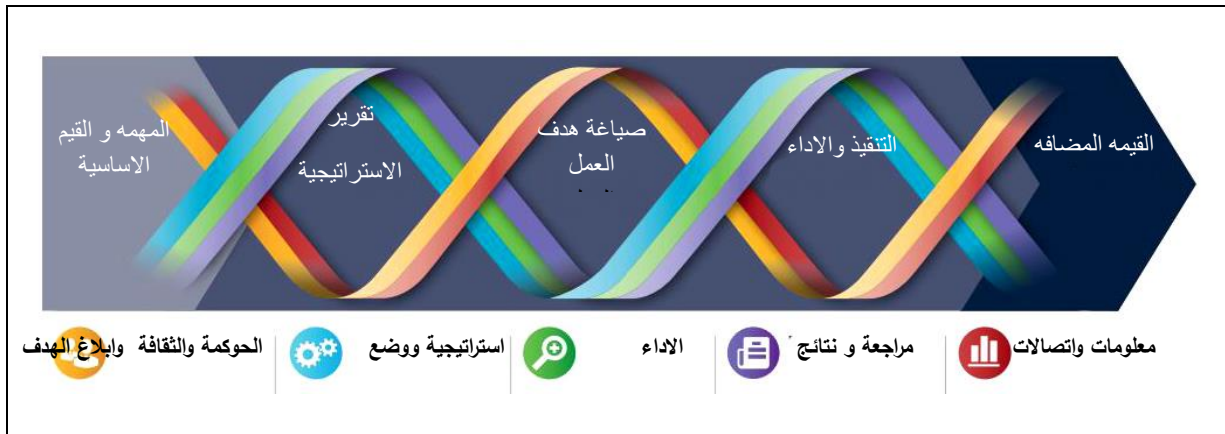 المهمه و القيم
الاساسية
تقرير
الاستراتيجية
صياغة هدف
العمل
التنقيذ والاداء
القيمه المضافه
الحوكمة والثقافة وابلاغ الهدف
استراتيجية ووضع
الاداء
مراجعة و نتائج
معلومات واتصالات